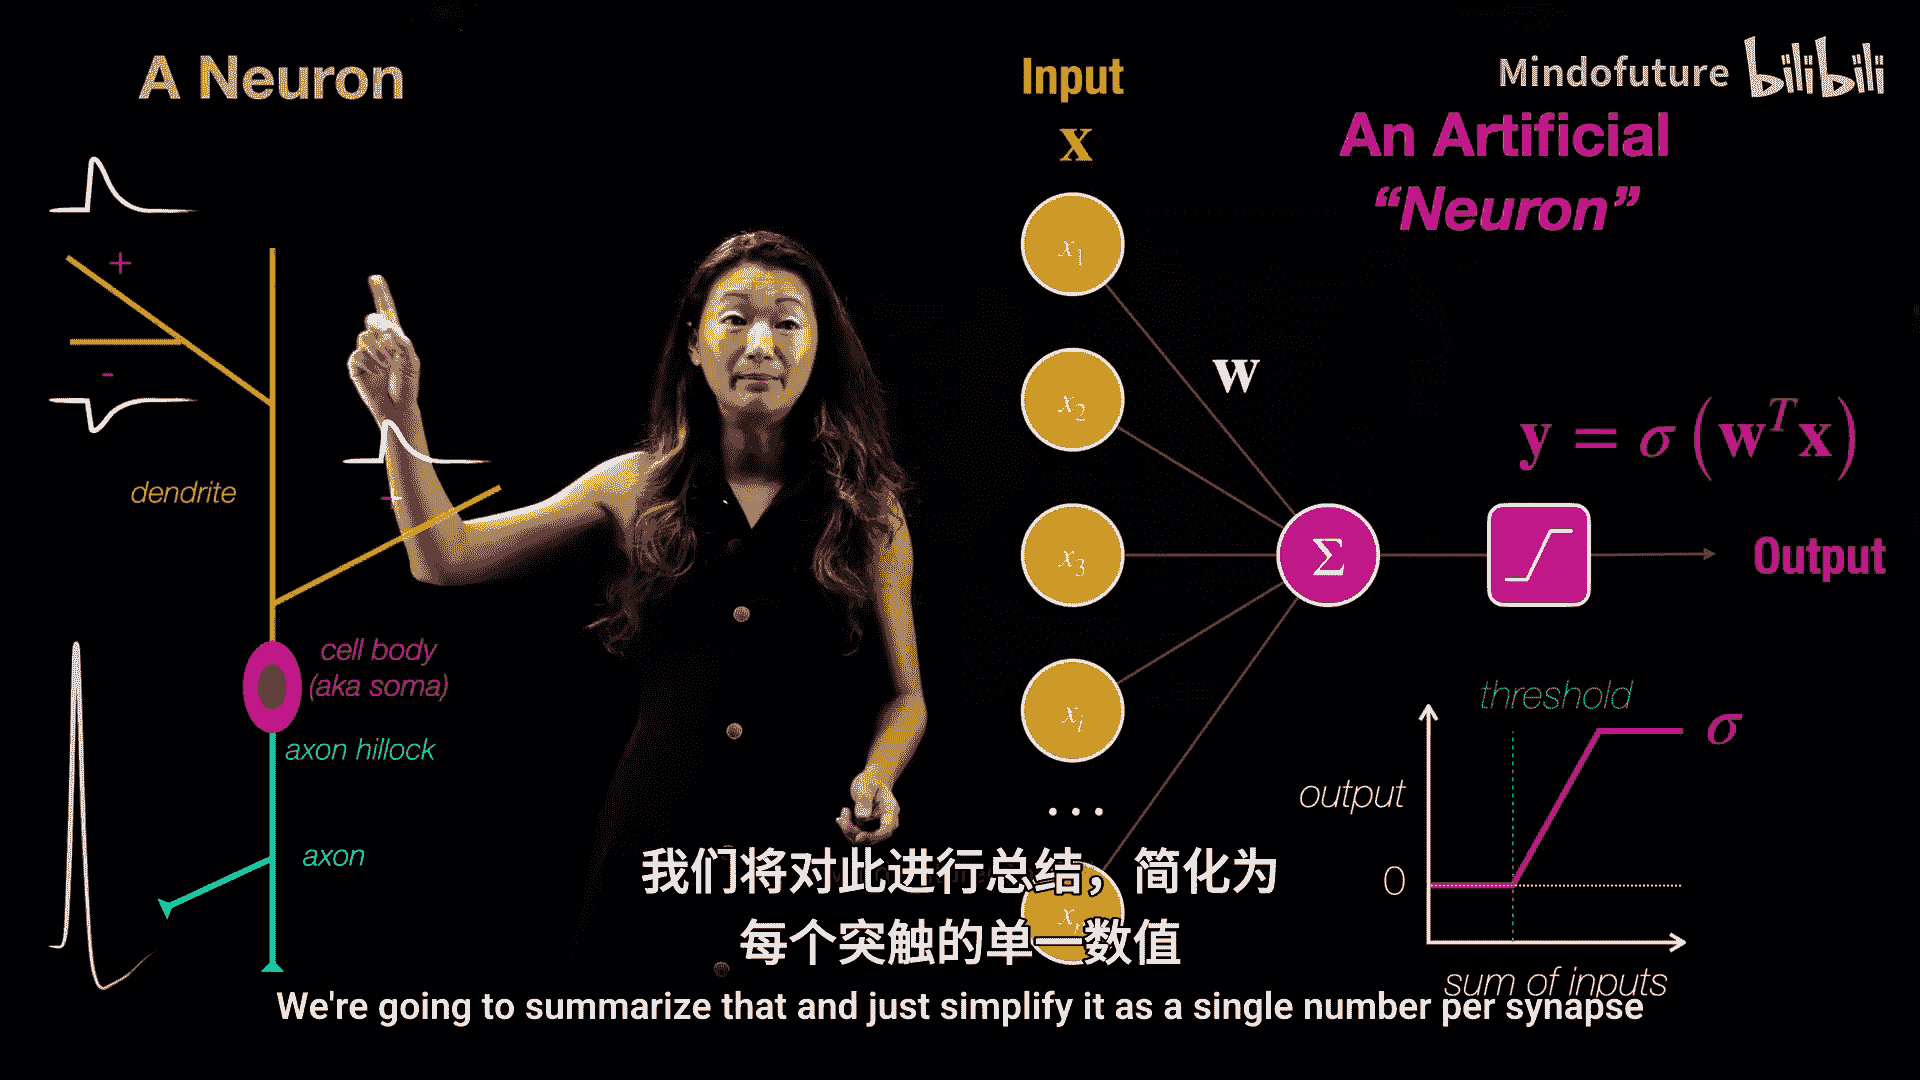 A Neuron
+
-
dendrite
+
cell body
(aka soma)
axon hillock
axon
Input
x
x₁
x₂
x₃
xᵢ
...
w
Σ
Mindofuture bilibili
An Artificial
“Neuron”
y = σ (wᵀx)
Output
threshold
σ
output
0
sum of inputs
我们将对此进行总结，简化为
每个突触的单一数值
We're going to summarize that and just simplify it as a single number per synapse